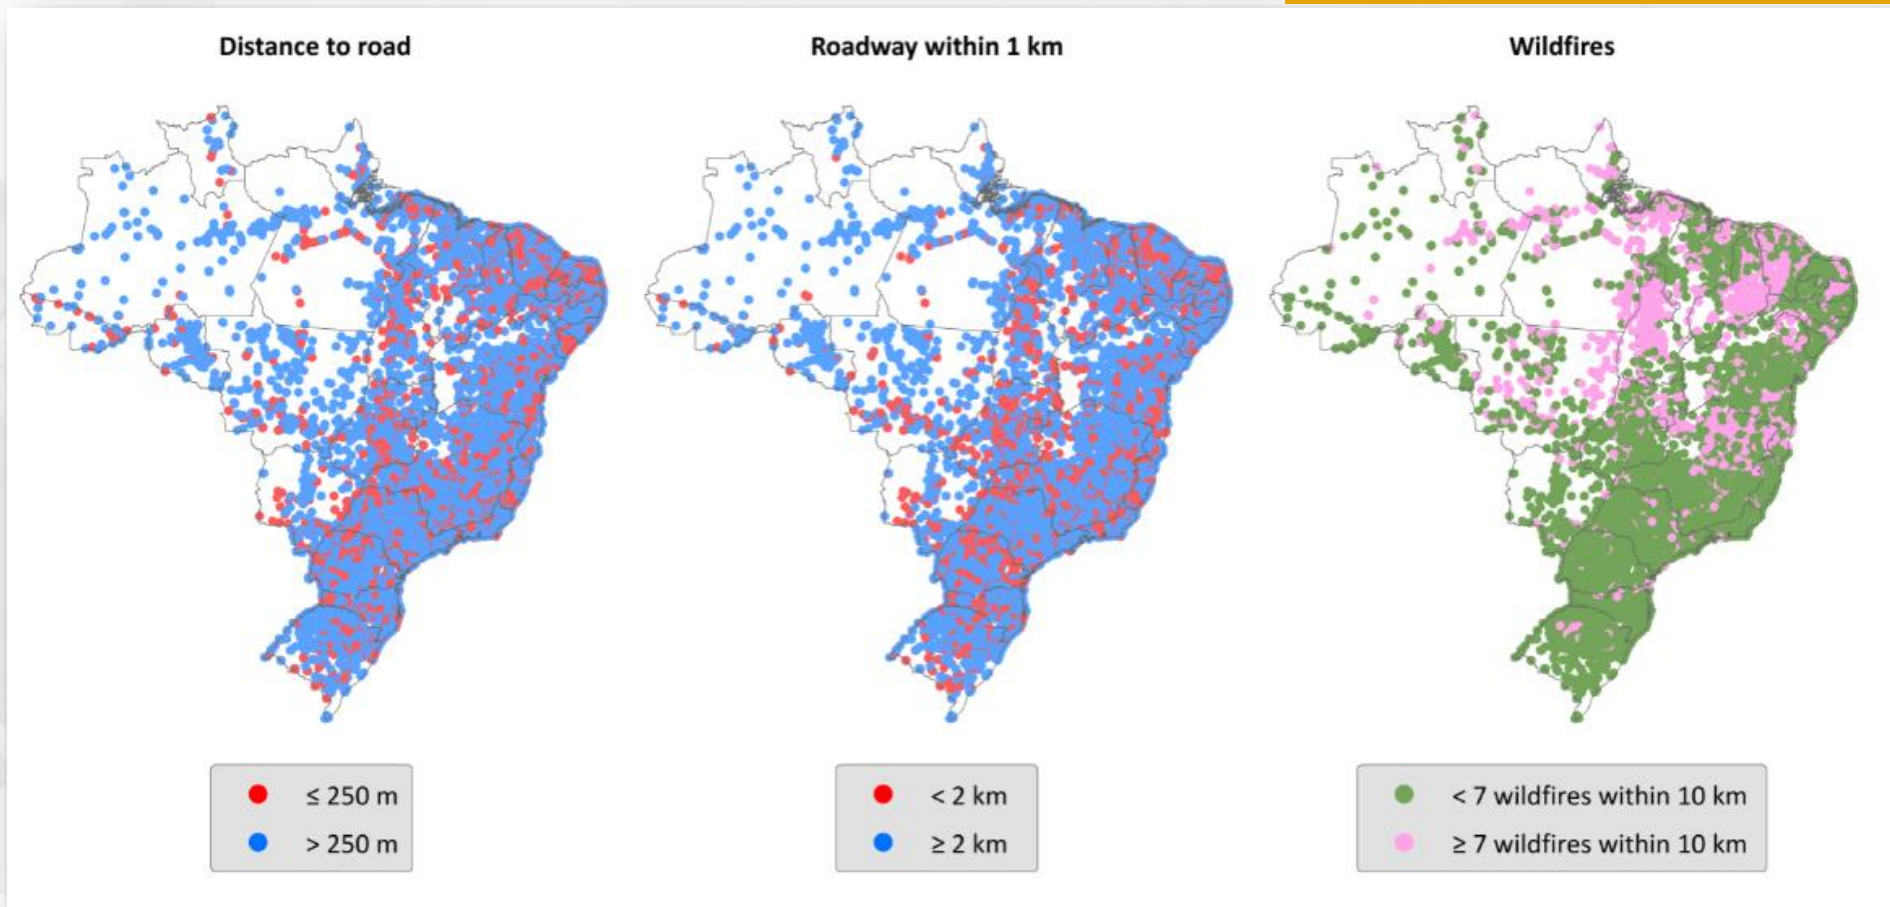 Distance to road
Roadway within 1 km
Wildfires
≤ 250 m
> 250 m
< 2 km
≥ 2 km
< 7 wildfires within 10 km
≥ 7 wildfires within 10 km